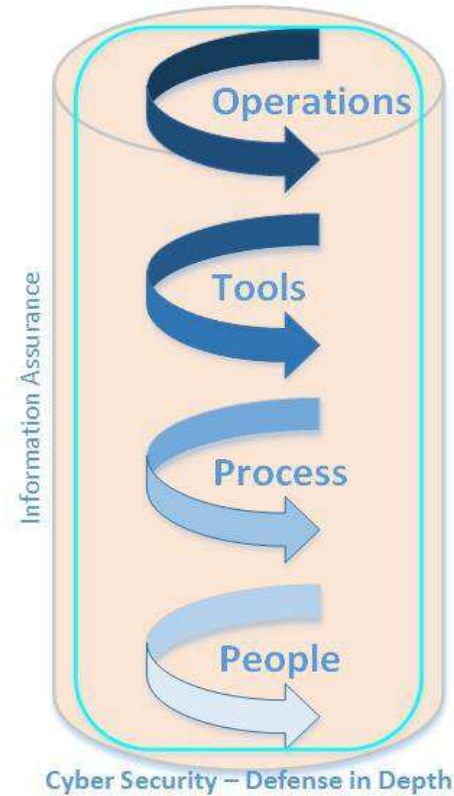 Operations
Tools
Process
People
Information Assurance
Cyber Security – Defense in Depth